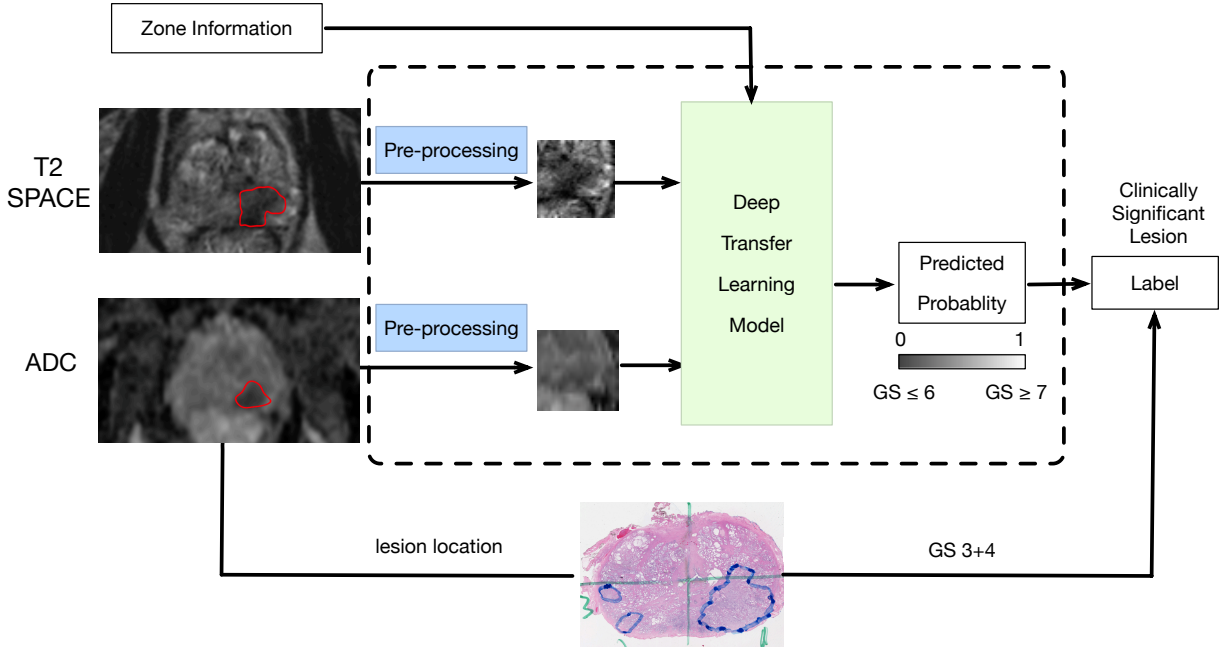 Zone Information
T2
SPACE
Pre-processing
Deep
Transfer
Learning
Model
Clinically
Significant
Lesion
Predicted
Probablity
Label
0 1
GS ≤ 6 GS ≥ 7
ADC
Pre-processing
lesion location
GS 3+4